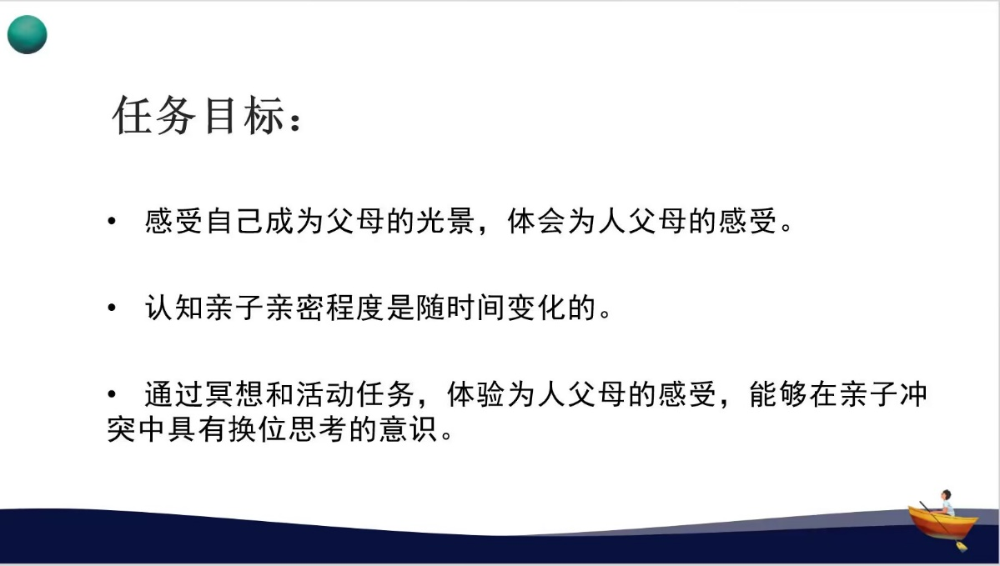 任务目标：
• 感受自己成为父母的光景，体会为人父母的感受。
• 认知亲子亲密程度是随时间变化的。
• 通过冥想和活动任务，体验为人父母的感受，能够在亲子冲
突中具有换位思考的意识。